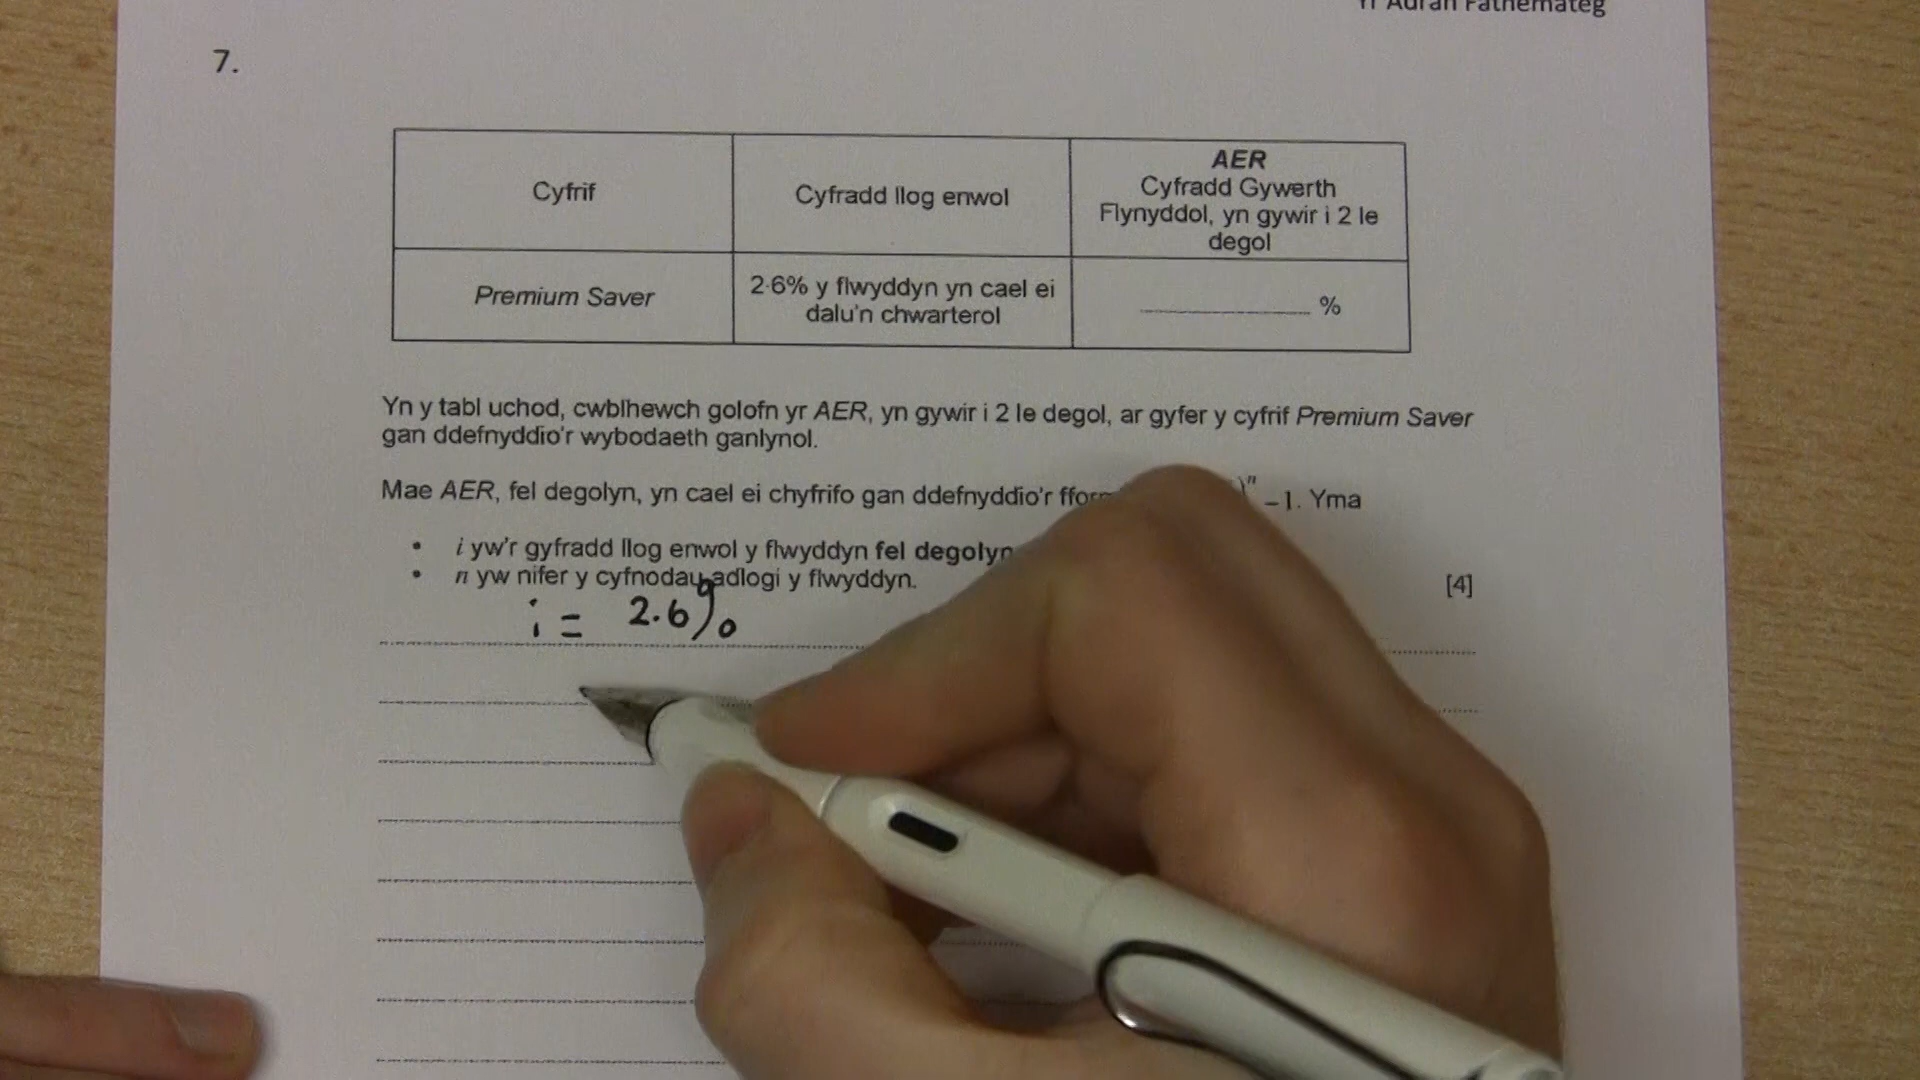 Yr Adran Fathemateg
7.
Cyfrif
Cyfradd llog enwol
AER
Cyfradd Gywerth
Flynyddol, yn gywir i 2 le
degol
Premium Saver
2·6% y flwyddyn yn cael ei
dalu'n chwarterol
%
Yn y tabl uchod, cwblhewch golofn yr AER, yn gywir i 2 le degol, ar gyfer y cyfrif Premium Saver
gan ddefnyddio'r wybodaeth ganlynol.
Mae AER, fel degolyn, yn cael ei chyfrifo gan ddefnyddio'r )ⁿ −1. Yma
• i yw'r gyfradd llog enwol y flwyddyn fel degolyn
• n yw nifer y cyfnodau adlogi y flwyddyn.
[4]
i = 2.6%